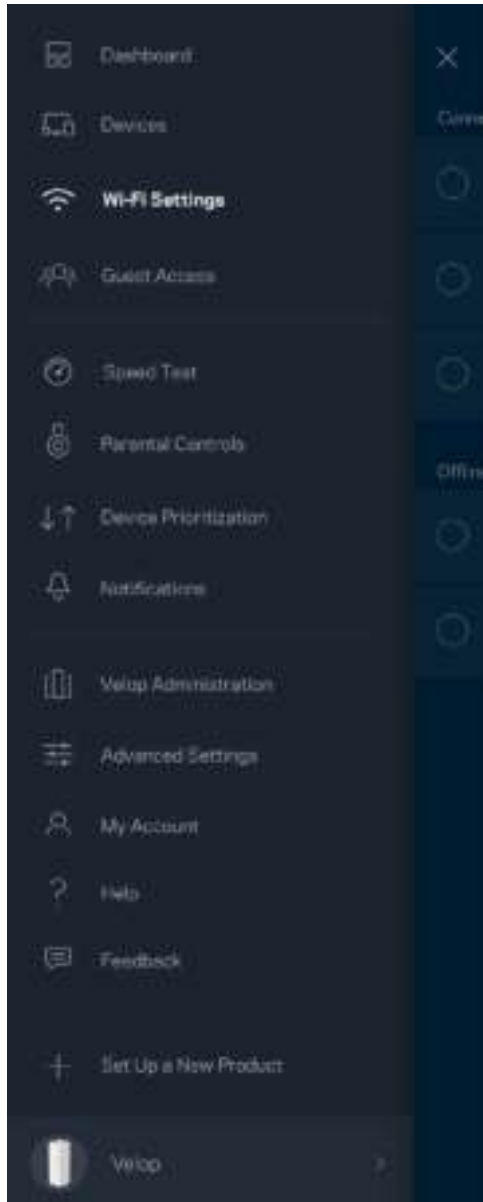 Dashboard
Devices
Wi-Fi Settings
Guest Access
Speed Test
Parental Controls
Device Prioritization
Notifications
Velop Administration
Advanced Settings
My Account
? Help
Feedback
Set Up a New Product
Velop